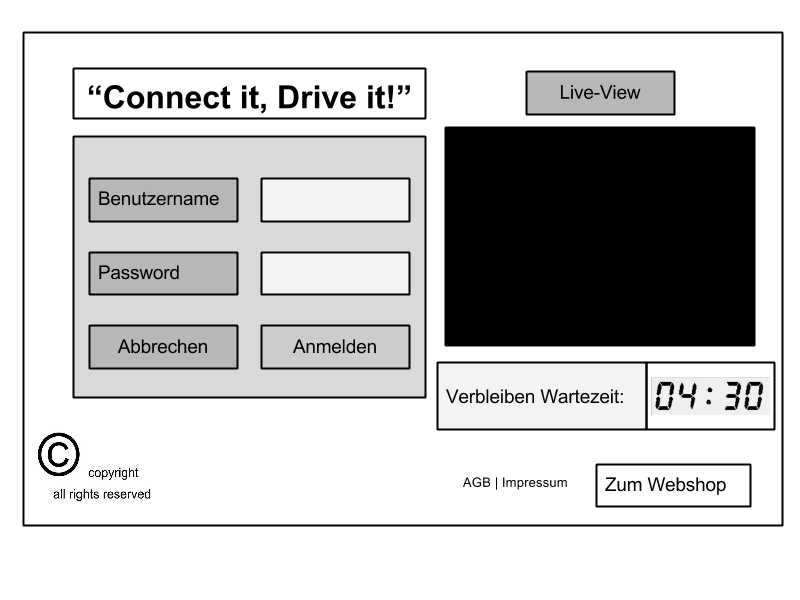 “Connect it, Drive it!”
Live-View
Benutzername
Password
Abbrechen
Anmelden
Verbleiben Wartezeit:
04:30
©
copyright
all rights reserved
AGB | Impressum
Zum Webshop